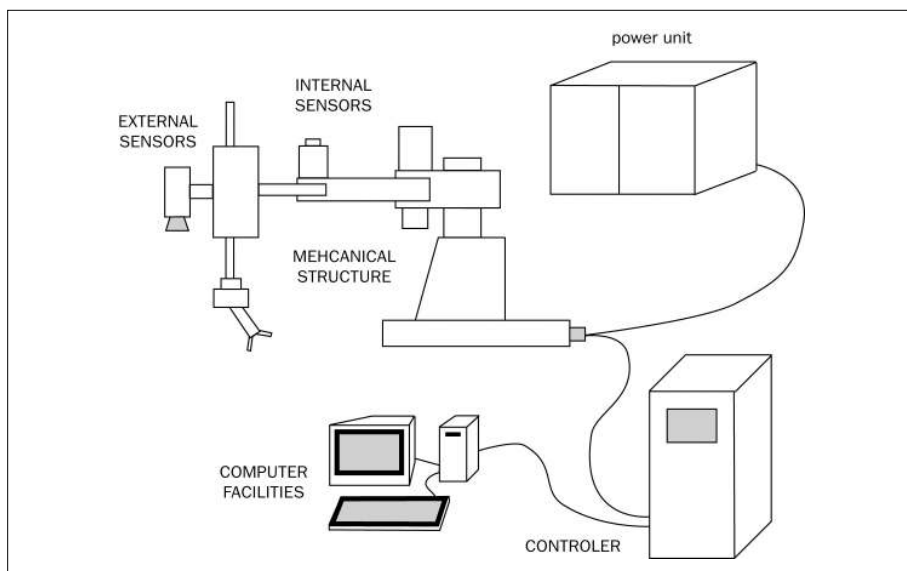 power unit
INTERNAL
SENSORS
EXTERNAL
SENSORS
MEHCANICAL
STRUCTURE
COMPUTER
FACILITIES
CONTROLER